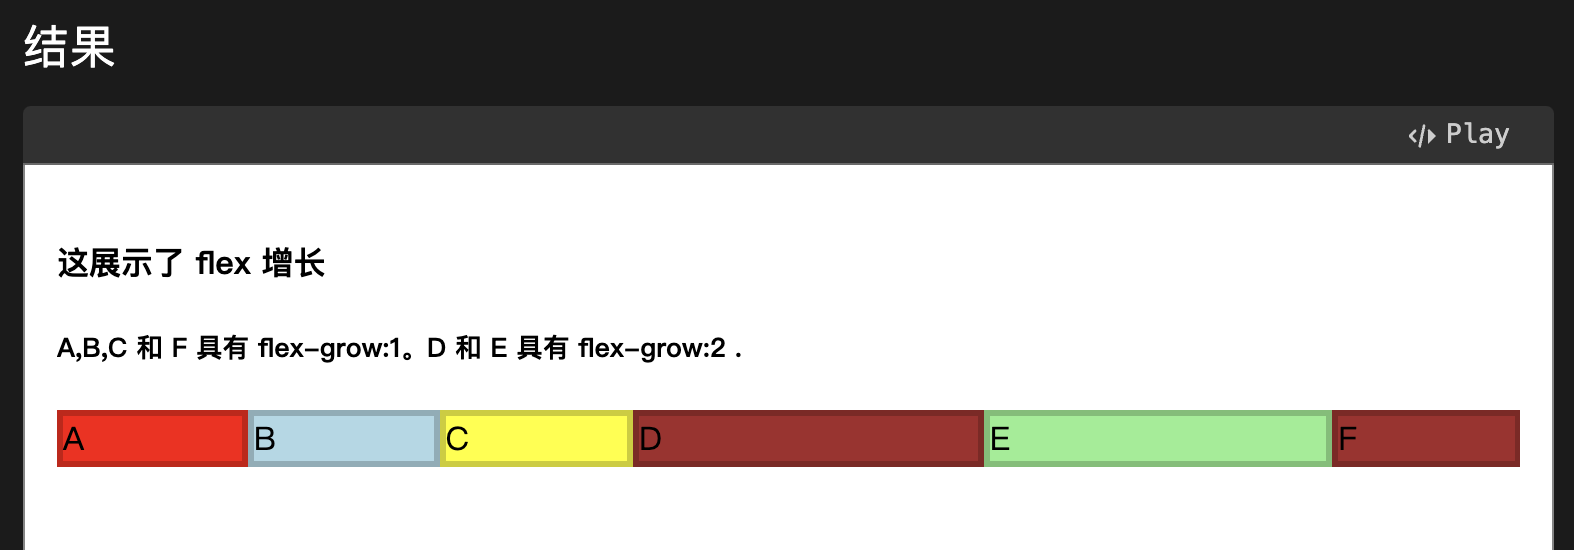 结果
Play
这展示了 flex 增长
A,B,C 和 F 具有 flex-grow:1。D 和 E 具有 flex-grow:2 .
A B C D E F